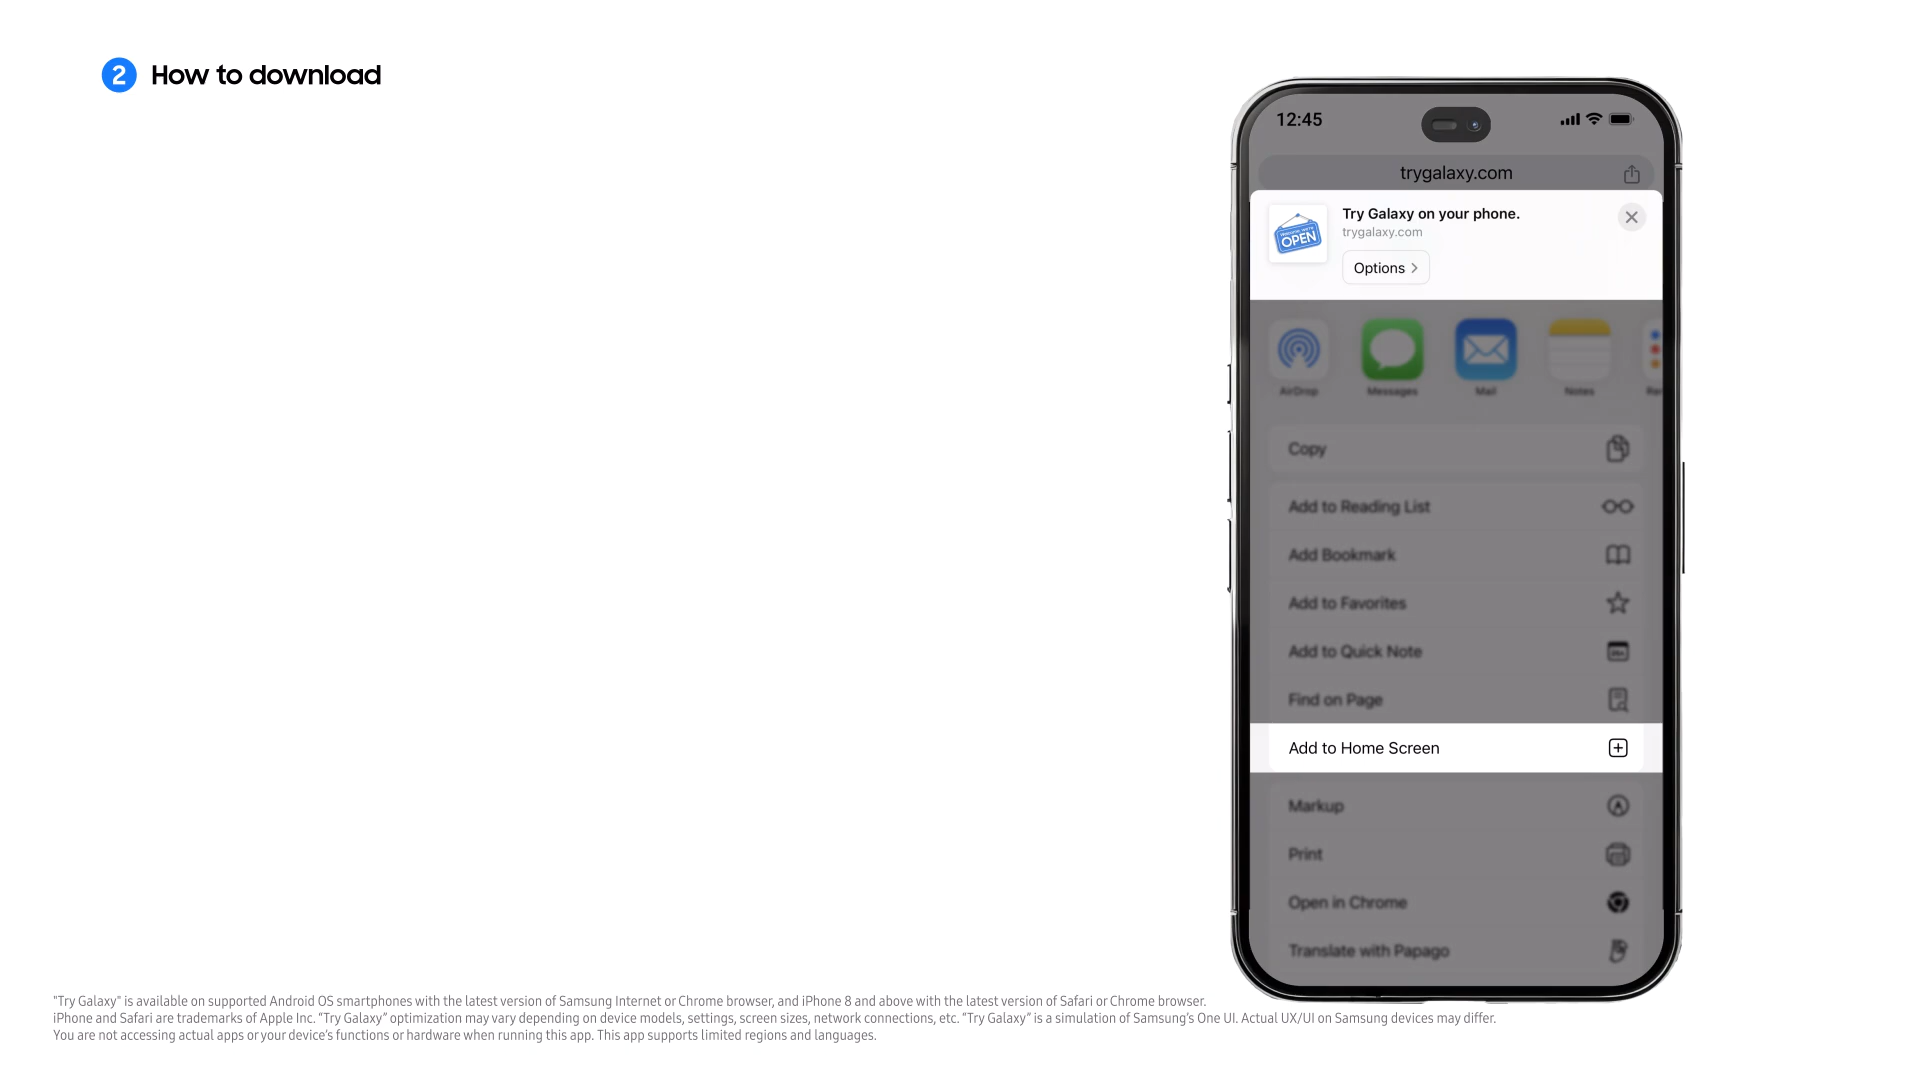 2 How to download
12:45
trygalaxy.com
Try Galaxy on your phone.
trygalaxy.com
OPEN
Options
AirDrop Messages Mail Notes
Copy
Add to Reading List
Add Bookmark
Add to Favorites
Add to Quick Note
Find on Page
Add to Home Screen
Markup
Print
Open in Chrome
Translate with Papago
"Try Galaxy" is available on supported Android OS smartphones with the latest version of Samsung Internet or Chrome browser, and iPhone 8 and above with the latest version of Safari or Chrome browser.
iPhone and Safari are trademarks of Apple Inc. "Try Galaxy" optimization may vary depending on device models, settings, screen sizes, network connections, etc. "Try Galaxy" is a simulation of Samsung's One UI. Actual UX/UI on Samsung devices may differ.
You are not accessing actual apps or your device's functions or hardware when running this app. This app supports limited regions and languages.